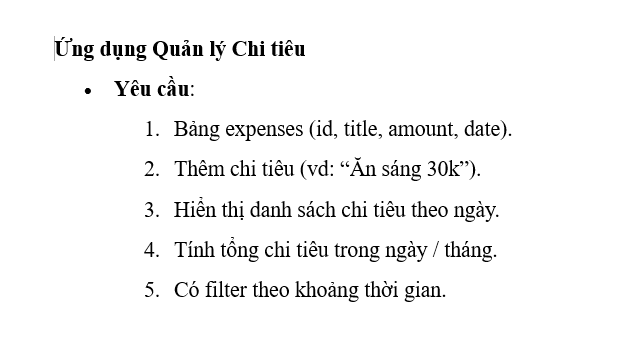 Ứng dụng Quản lý Chi tiêu
• Yêu cầu:
1. Bảng expenses (id, title, amount, date).
2. Thêm chi tiêu (vd: “Ăn sáng 30k”).
3. Hiển thị danh sách chi tiêu theo ngày.
4. Tính tổng chi tiêu trong ngày / tháng.
5. Có filter theo khoảng thời gian.